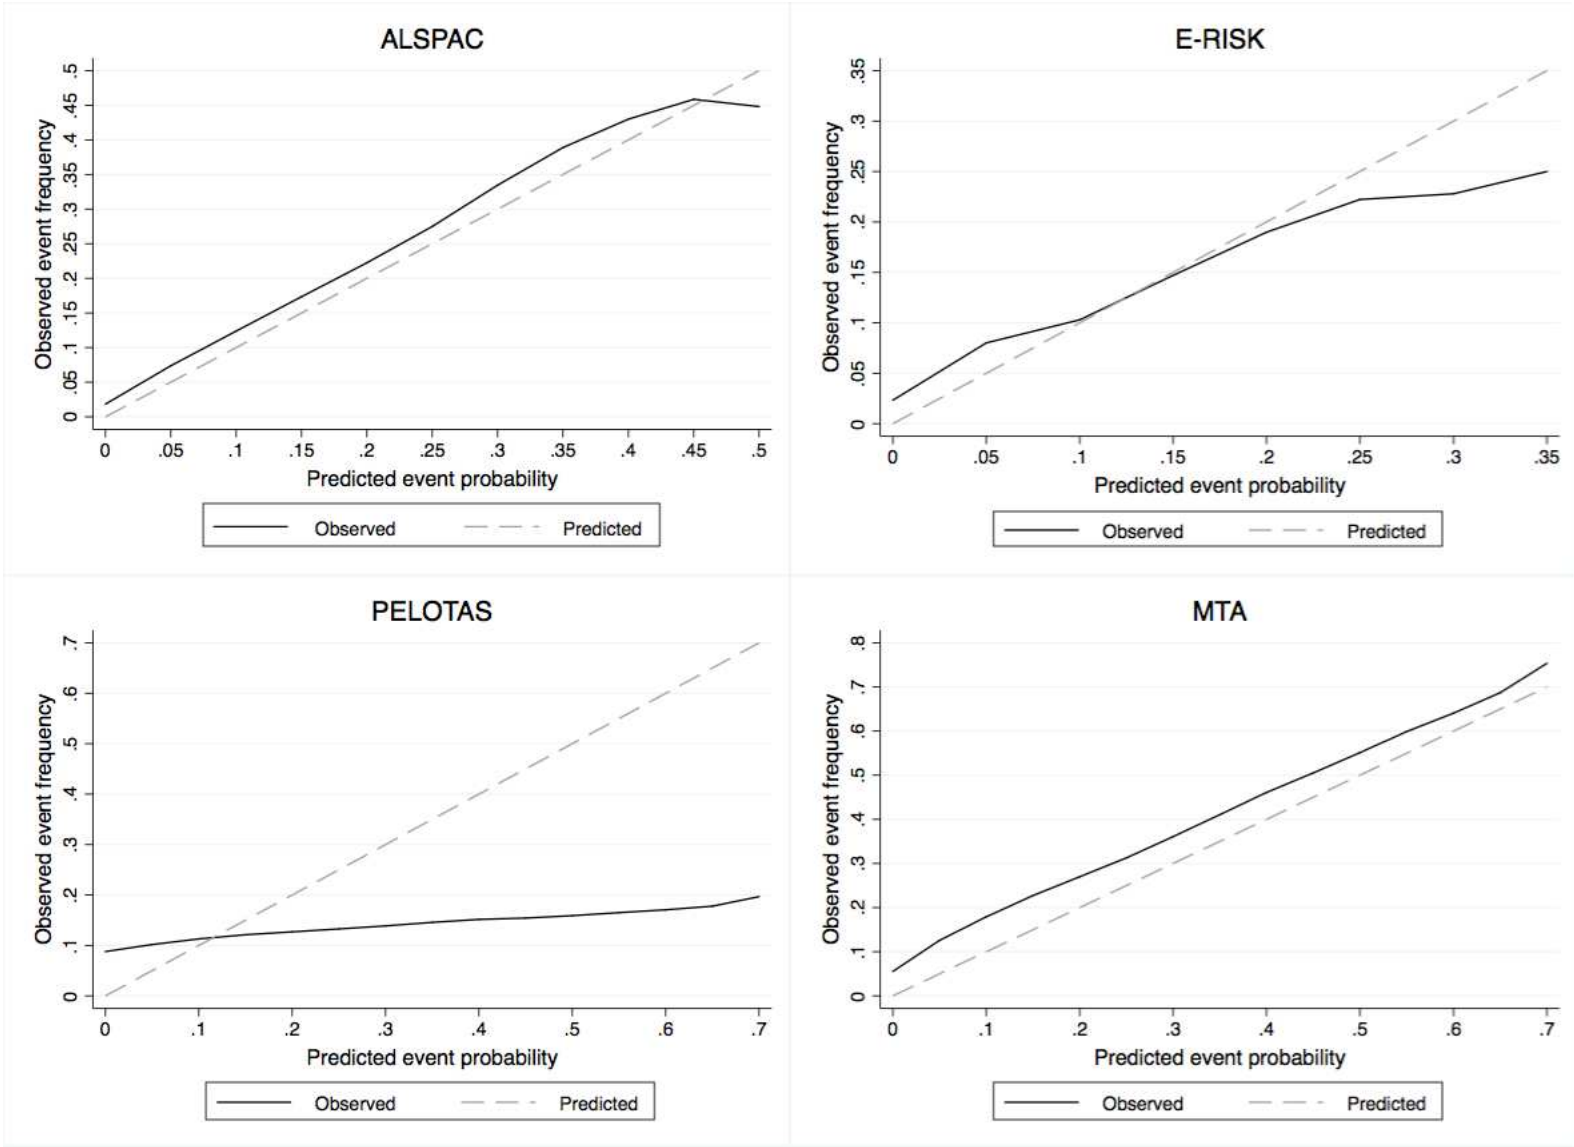 ALSPAC
Observed event frequency
0 .05 .1 .15 .2 .25 .3 .35 .4 .45 .5
0 .05 .1 .15 .2 .25 .3 .35 .4 .45 .5
Predicted event probability
Observed Predicted
E-RISK
Observed event frequency
0 .05 .1 .15 .2 .25 .3 .35
0 .05 .1 .15 .2 .25 .3 .35
Predicted event probability
Observed Predicted
PELOTAS
Observed event frequency
0 .1 .2 .3 .4 .5 .6 .7
0 .1 .2 .3 .4 .5 .6 .7
Predicted event probability
Observed Predicted
MTA
Observed event frequency
0 .1 .2 .3 .4 .5 .6 .7 .8
0 .1 .2 .3 .4 .5 .6 .7
Predicted event probability
Observed Predicted